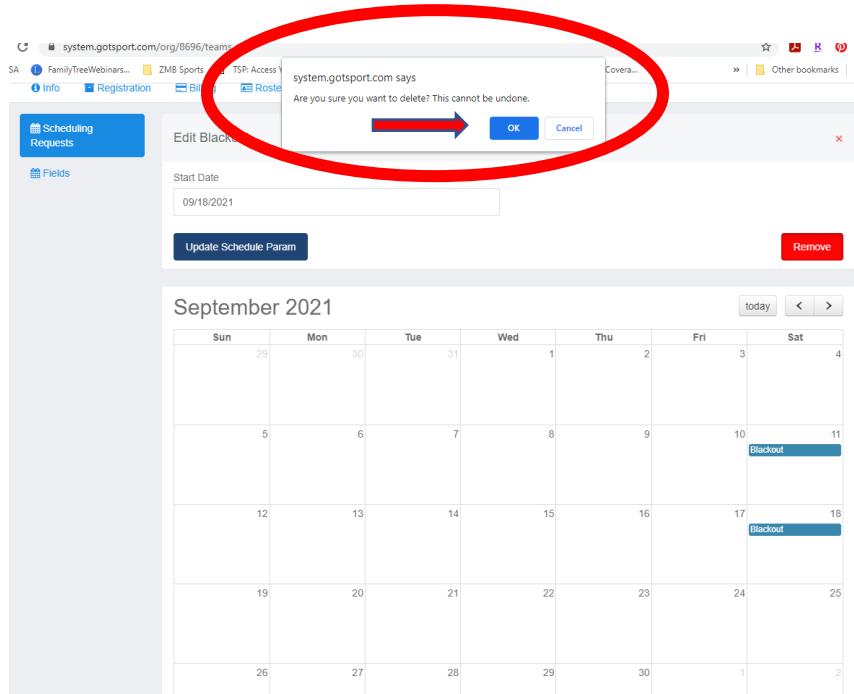 system.gotsport.com/org/8696/teams
SA FamilyTreeWebinars... ZMB Sports TSP: Access Covera... » Other bookmarks
Info Registration Roste
system.gotsport.com says
Are you sure you want to delete? This cannot be undone.
OK Cancel
Scheduling
Requests
Fields
Edit Blacko
×
Start Date
09/18/2021
Update Schedule Param Remove
September 2021 today < >
Sun Mon Tue Wed Thu Fri Sat
29 30 31 1 2 3 4
5 6 7 8 9 10 11
Blackout
12 13 14 15 16 17 18
Blackout
19 20 21 22 23 24 25
26 27 28 29 30 1 2